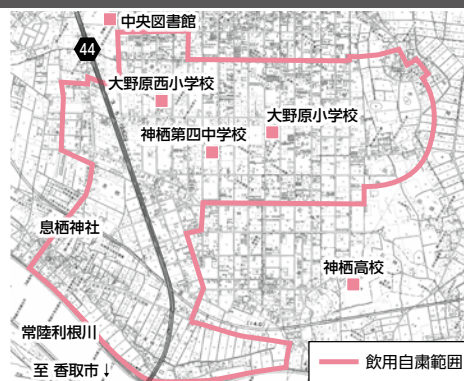 中央図書館
44
大野原西小学校
大野原小学校
神栖第四中学校
息栖神社
神栖高校
常陸利根川
至 香取市↓
飲用自粛範囲